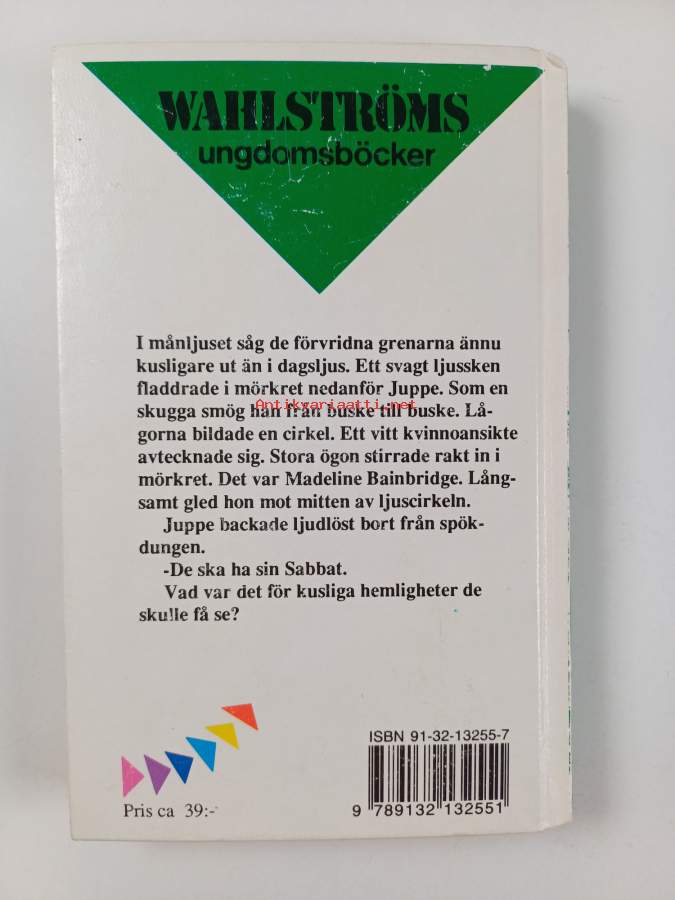 WAHLSTRÖMS
ungdomsböcker
I månljuset såg de förvridna grenarna ännu
kusligare ut än i dagsljus. Ett svagt ljussken
fladdrade i mörkret nedanför Juppe. Som en
skugga smög han från buske till buske. Lå-
Antikvariaatti.net
gorna bildade en cirkel. Ett vitt kvinnoansikte
avtecknade sig. Stora ögon stirrade rakt in i
mörkret. Det var Madeline Bainbridge. Lång-
samt gled hon mot mitten av ljuscirkeln.
Juppe backade ljudlöst bort från spök-
dungen.
-De ska ha sin Sabbat.
Vad var det för kusliga hemligheter de
skulle få se?
ISBN 91-32-13255-7
Pris ca 39:-
9 789132 132551